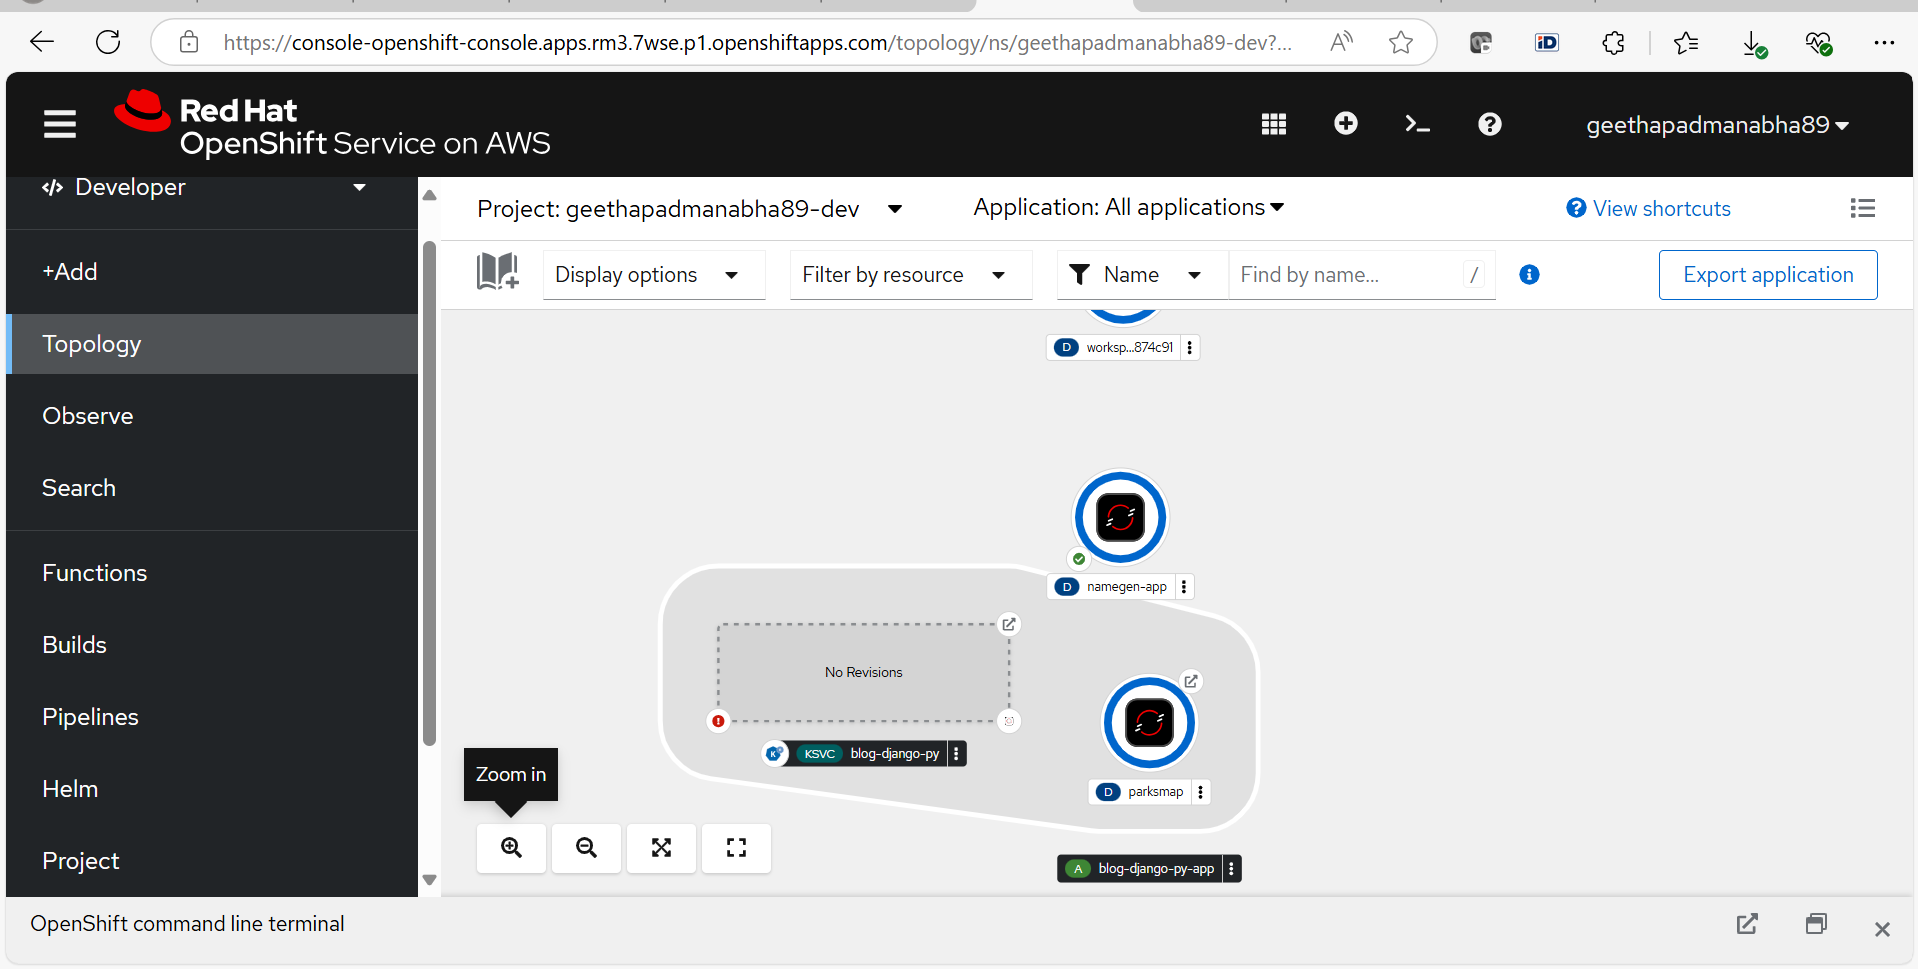 https://console-openshift-console.apps.rm3.7wse.p1.openshiftapps.com/topology/ns/geethapadmanabha89-dev?...
Red Hat
OpenShift Service on AWS
geethapadmanabha89
Developer
Project: geethapadmanabha89-dev
Application: All applications
View shortcuts
+Add
Display options
Filter by resource
Name
Find by name...
/
Export application
Topology
D worksp...874c91
Observe
Search
Functions
D namegen-app
Builds
No Revisions
Pipelines
KSVC blog-django-py
Helm
Zoom in
D parksmap
Project
A blog-django-py-app
OpenShift command line terminal